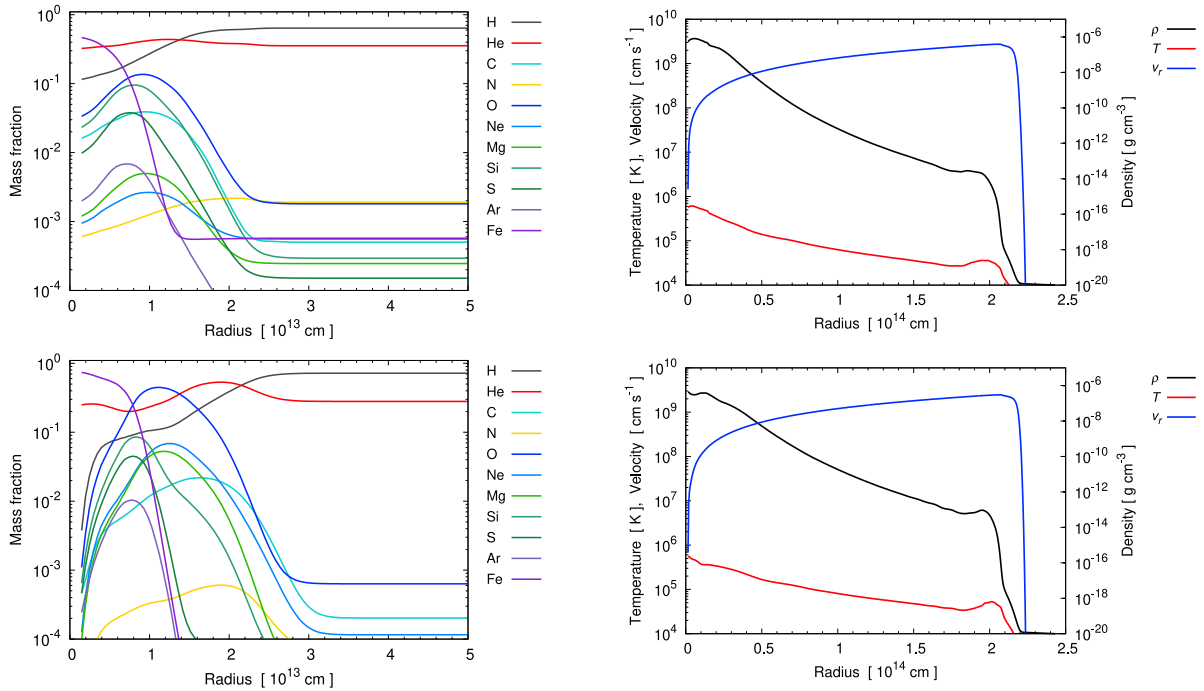 10^0
10^-1
10^-2
10^-3
10^-4
Mass fraction
0 1 2 3 4 5
Radius [ 10^13 cm ]
H
He
C
N
O
Ne
Mg
Si
S
Ar
Fe
10^10
10^9
10^8
10^7
10^6
10^5
10^4
Temperature [ K ], Velocity [ cm s^-1 ]
0 0.5 1 1.5 2 2.5
Radius [ 10^14 cm ]
10^-6
10^-8
10^-10
10^-12
10^-14
10^-16
10^-18
10^-20
Density [ g cm^-3 ]
ρ
T
v_r
10^0
10^-1
10^-2
10^-3
10^-4
Mass fraction
0 1 2 3 4 5
Radius [ 10^13 cm ]
H
He
C
N
O
Ne
Mg
Si
S
Ar
Fe
10^10
10^9
10^8
10^7
10^6
10^5
10^4
Temperature [ K ], Velocity [ cm s^-1 ]
0 0.5 1 1.5 2 2.5
Radius [ 10^14 cm ]
10^-6
10^-8
10^-10
10^-12
10^-14
10^-16
10^-18
10^-20
Density [ g cm^-3 ]
ρ
T
v_r